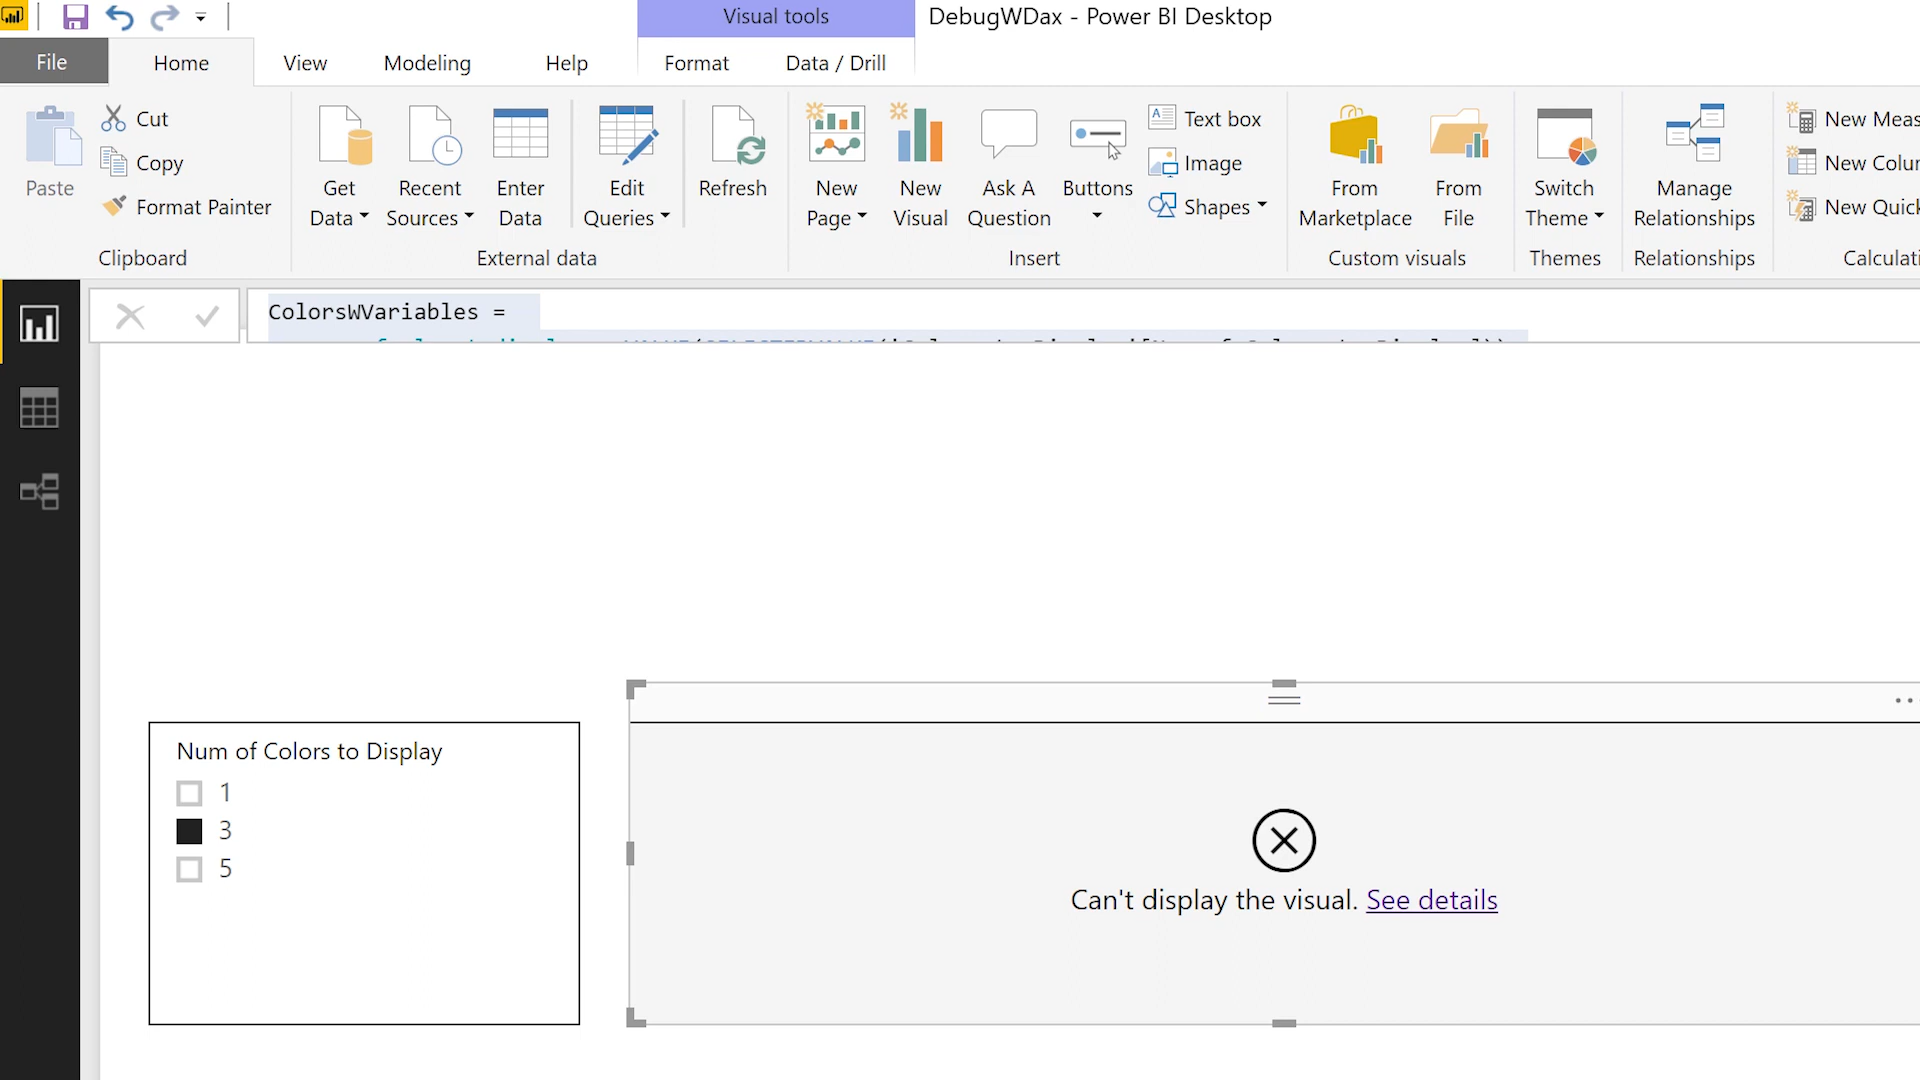 Visual tools
DebugWDax - Power BI Desktop
File
Home
View
Modeling
Help
Format
Data / Drill
Paste
Cut
Copy
Format Painter
Clipboard
Get
Data
Recent
Sources
Enter
Data
Edit
Queries
Refresh
External data
New
Page
New
Visual
Ask A
Question
Buttons
Text box
Image
Shapes
Insert
From
Marketplace
From
File
Custom visuals
Switch
Theme
Themes
Manage
Relationships
Relationships
New Meas
New Colu
New Quick
Calculati
ColorsWVariables =
Num of Colors to Display
1
3
5
Can't display the visual. See details